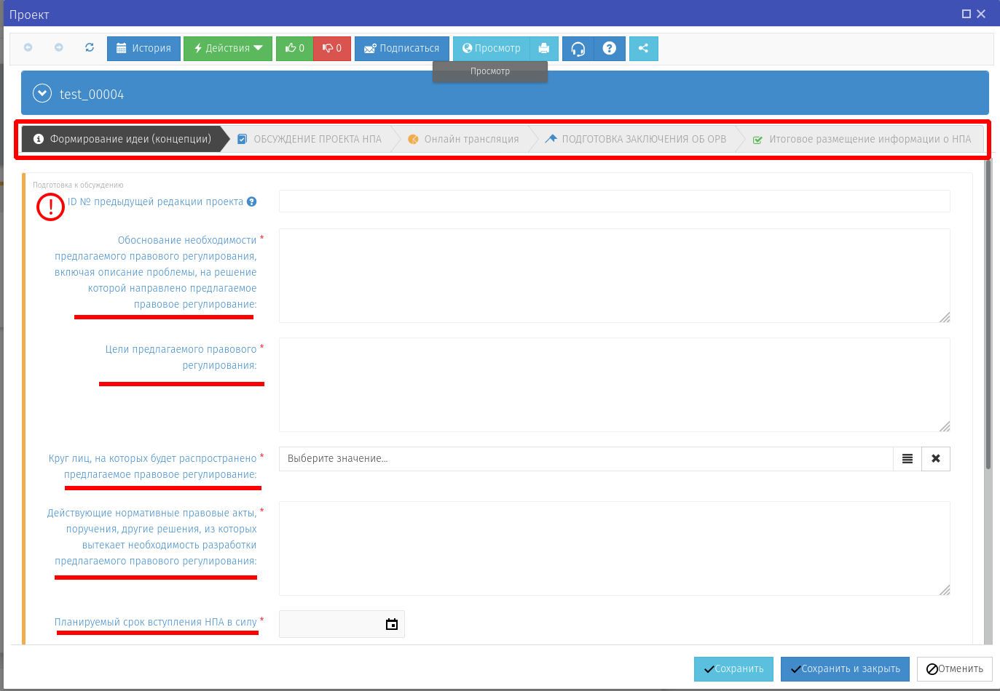 Проект
История
Действия
0
0
Подписаться
Просмотр
Просмотр
test_00004
Формирование идеи (концепции)
ОБСУЖДЕНИЕ ПРОЕКТА НПА
Онлайн трансляция
ПОДГОТОВКА ЗАКЛЮЧЕНИЯ ОБ ОРВ
Итоговое размещение информации о НПА
Подготовка к обсуждению
! ID № предыдущей редакции проекта ?
Обоснование необходимости *
предлагаемого правового регулирования,
включая описание проблемы, на решение
которой направлено предлагаемое
правовое регулирование:
Цели предлагаемого правового *
регулирования:
Круг лиц, на которых будет распространено *
предлагаемое правовое регулирование:
Выберите значение...
Действующие нормативные правовые акты, *
поручения, другие решения, из которых
вытекает необходимость разработки
предлагаемого правового регулирования:
Планируемый срок вступления НПА в силу *
Сохранить
Сохранить и закрыть
Отменить